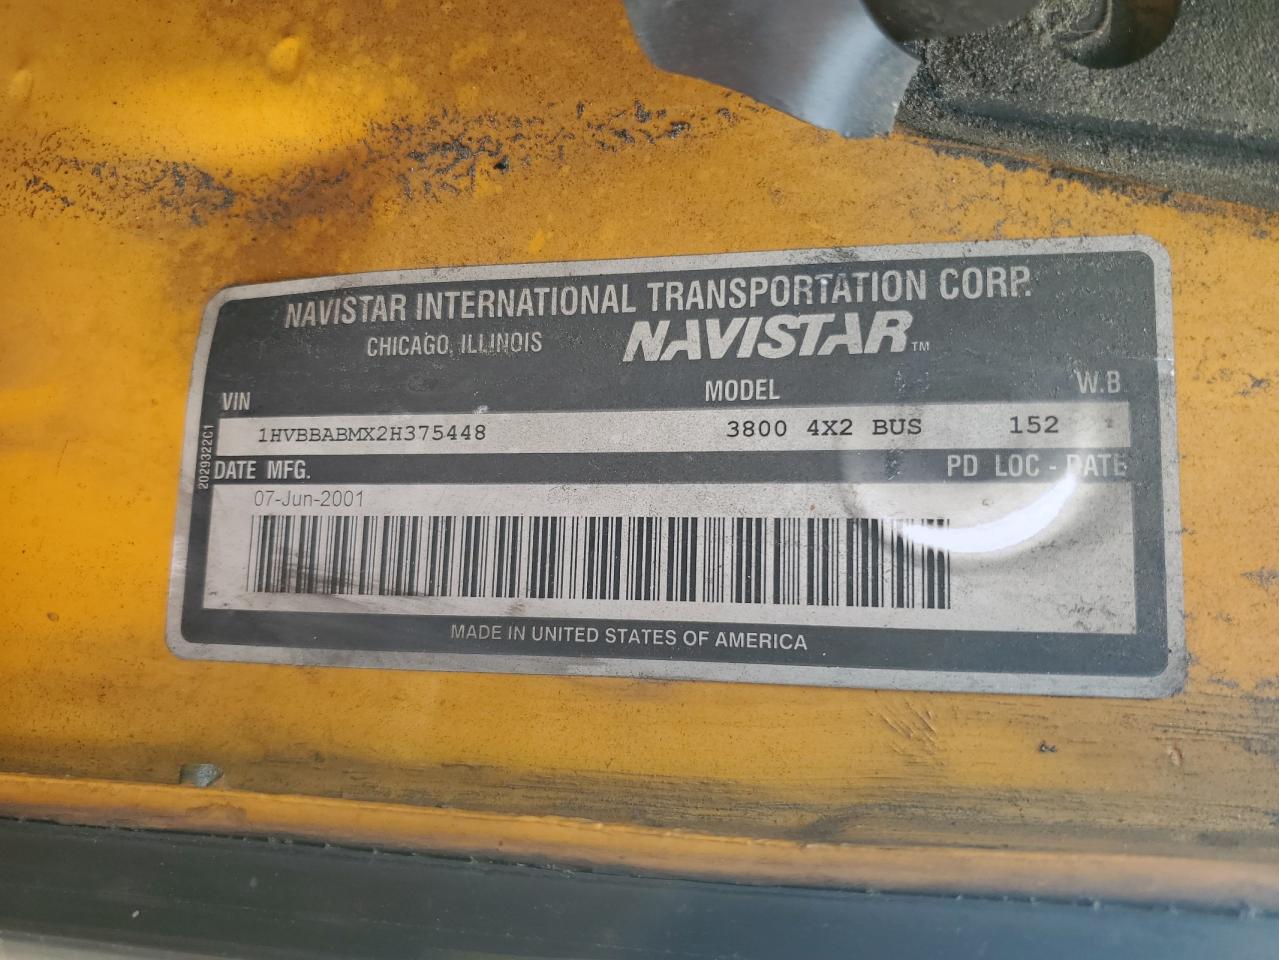 NAVISTAR INTERNATIONAL TRANSPORTATION CORP.
CHICAGO, ILLINOIS NAVISTAR™
VIN MODEL W.B
1HVBBABMX2H375448 3800 4X2 BUS 152
2029322C1
DATE MFG. PD LOC - DATE
07-Jun-2001
MADE IN UNITED STATES OF AMERICA